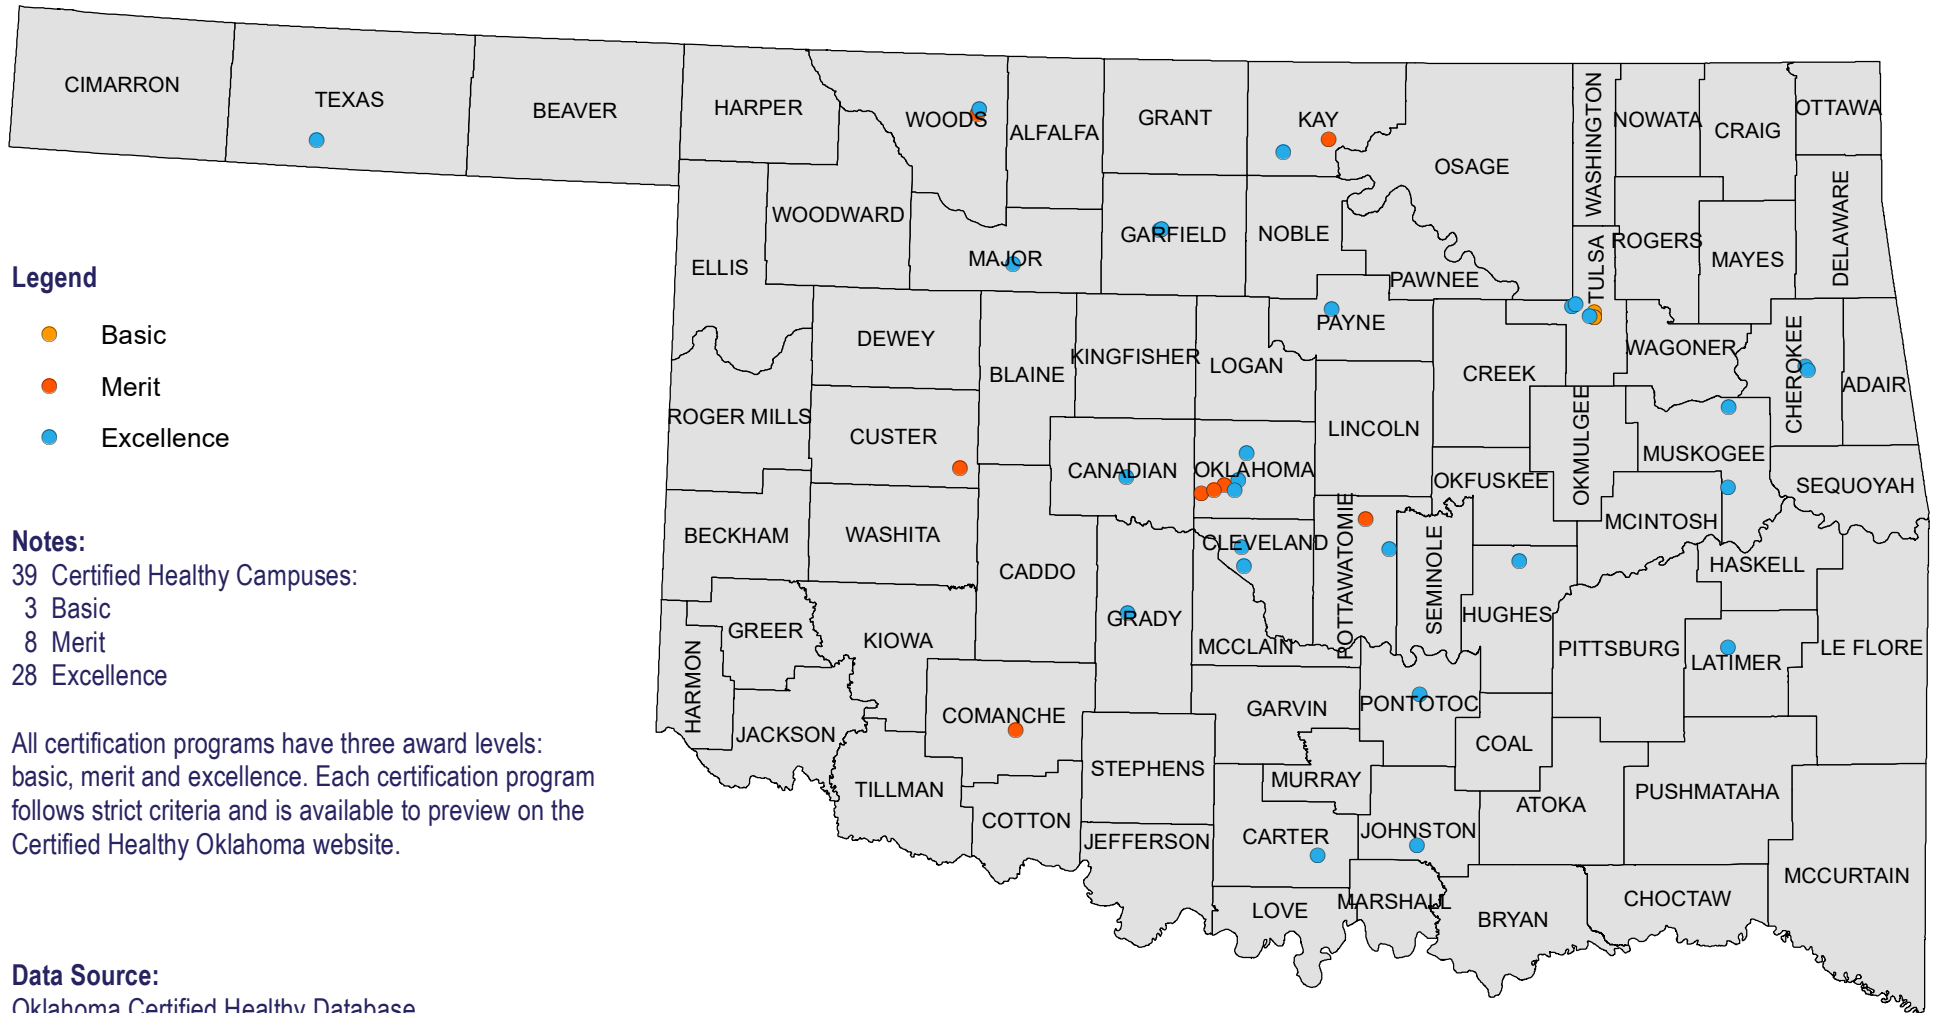 CIMARRON
TEXAS
BEAVER
HARPER
WOODS
ALFALFA
GRANT
KAY
OSAGE
WASHINGTON
NOWATA
CRAIG
OTTAWA
WOODWARD
ELLIS
MAJOR
GARFIELD
NOBLE
PAWNEE
TULSA
ROGERS
MAYES
DELAWARE
Legend
Basic
Merit
Excellence
DEWEY
BLAINE
KINGFISHER
LOGAN
PAYNE
CREEK
WAGONER
CHEROKEE
ADAIR
ROGER MILLS
CUSTER
CANADIAN
OKLAHOMA
LINCOLN
OKFUSKEE
OKMULGEE
MUSKOGEE
SEQUOYAH
BECKHAM
WASHITA
CADDO
GRADY
CLEVELAND
MCCLAIN
POTTAWATOMIE
SEMINOLE
HUGHES
MCINTOSH
HASKELL
PITTSBURG
LATIMER
LE FLORE
HARMON
GREER
KIOWA
JACKSON
COMANCHE
TILLMAN
COTTON
STEPHENS
JEFFERSON
GARVIN
MURRAY
CARTER
LOVE
PONTOTOC
JOHNSTON
MARSHALL
COAL
ATOKA
BRYAN
PUSHMATAHA
CHOCTAW
MCCURTAIN
Notes:
39 Certified Healthy Campuses:
3 Basic
8 Merit
28 Excellence
All certification programs have three award levels:
basic, merit and excellence. Each certification program
follows strict criteria and is available to preview on the
Certified Healthy Oklahoma website.
Data Source:
Oklahoma Certified Healthy Database